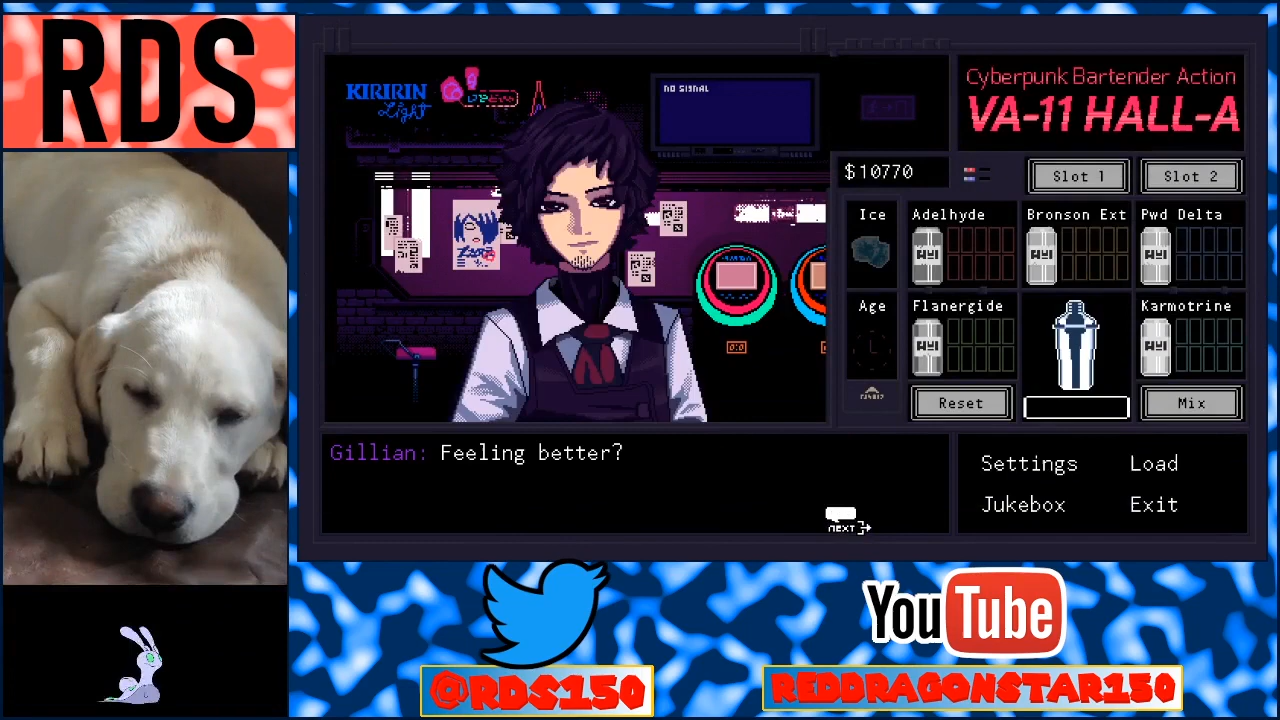 RDS
KIRIRIN
Light
OPEN
NO SIGNAL
Cyberpunk Bartender Action
VA-11 HALL-A
$10770
Slot 1
Slot 2
Ice
Adelhyde
Bronson Ext
Pwd Delta
Age
Flanergide
Karmotrine
Reset
Mix
Gillian: Feeling better?
NEXT
Settings
Load
Jukebox
Exit
YouTube
@RDS150
REDDRAGONSTAR150